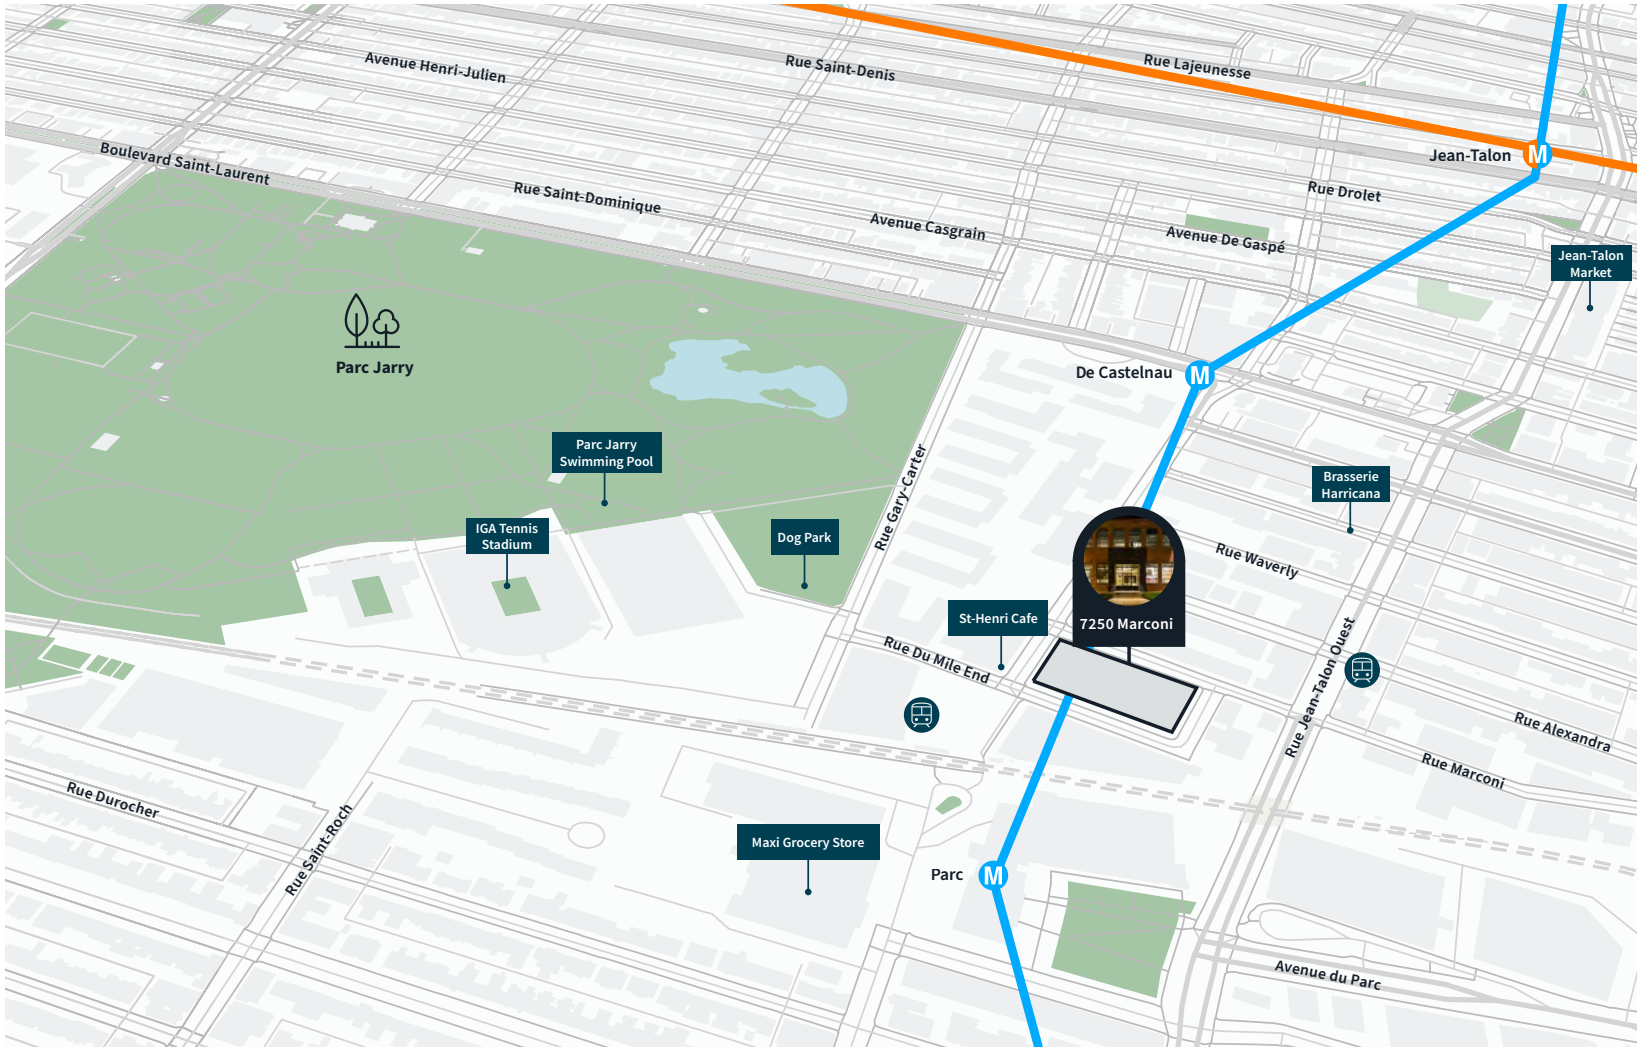 Avenue Henri-Julien
Rue Saint-Denis
Rue Lajeunesse
Boulevard Saint-Laurent
Jean-Talon
M
Rue Saint-Dominique
Rue Drolet
Avenue Casgrain
Avenue De Gaspé
Jean-Talon
Market
Parc Jarry
De Castelnau
M
Parc Jarry
Swimming Pool
Rue Gary-Carter
Brasserie
Harricana
IGA Tennis
Stadium
Dog Park
Rue Waverly
St-Henri Cafe
7250 Marconi
Rue Du Mile End
Rue Jean-Talon Ouest
Rue Alexandra
Rue Marconi
Rue Durocher
Rue Saint-Roch
Maxi Grocery Store
Parc
M
Avenue du Parc